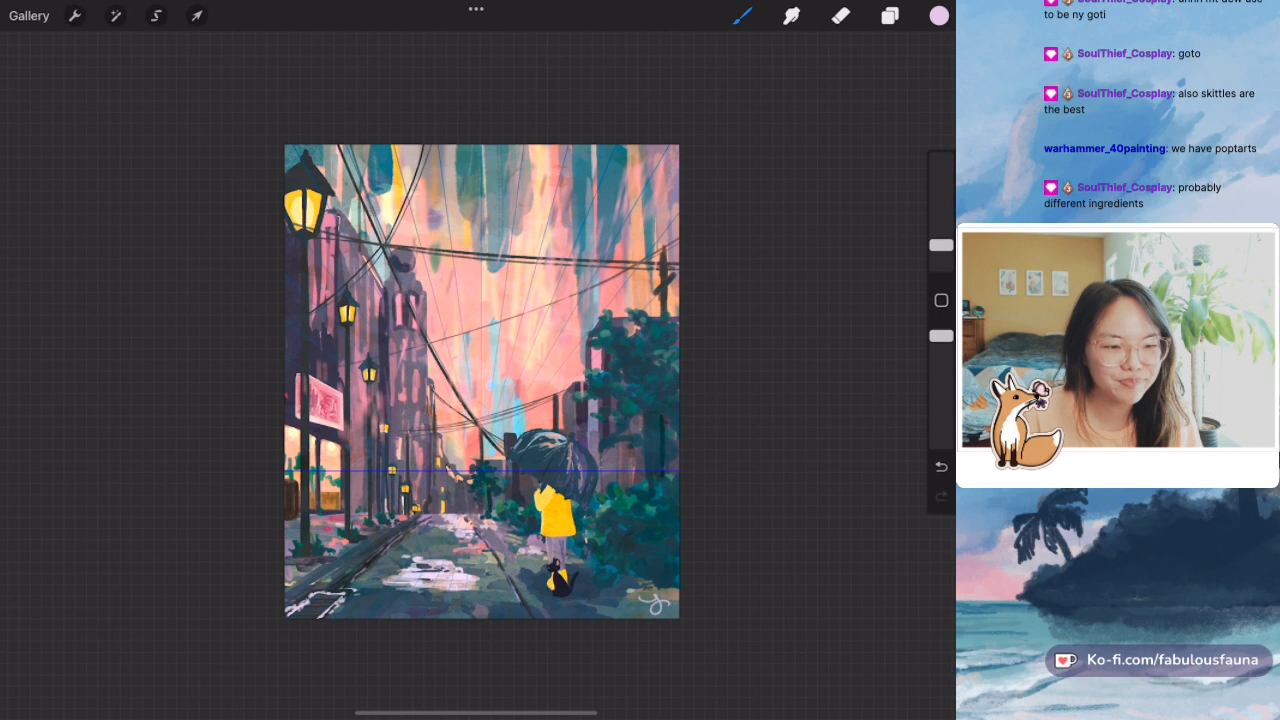 Gallery
to be ny goti
SoulThief_Cosplay: goto
SoulThief_Cosplay: also skittles are
the best
warhammer_40painting: we have poptarts
SoulThief_Cosplay: probably
different ingredients
Ko-fi.com/fabulousfauna